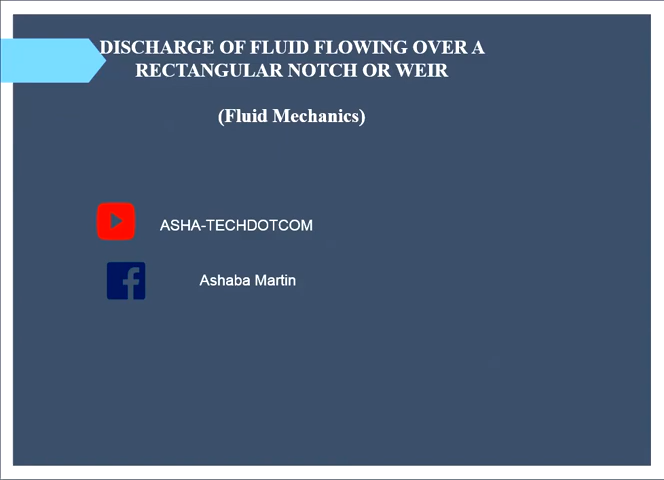 DISCHARGE OF FLUID FLOWING OVER A
RECTANGULAR NOTCH OR WEIR
(Fluid Mechanics)
ASHA-TECHDOTCOM
Ashaba Martin